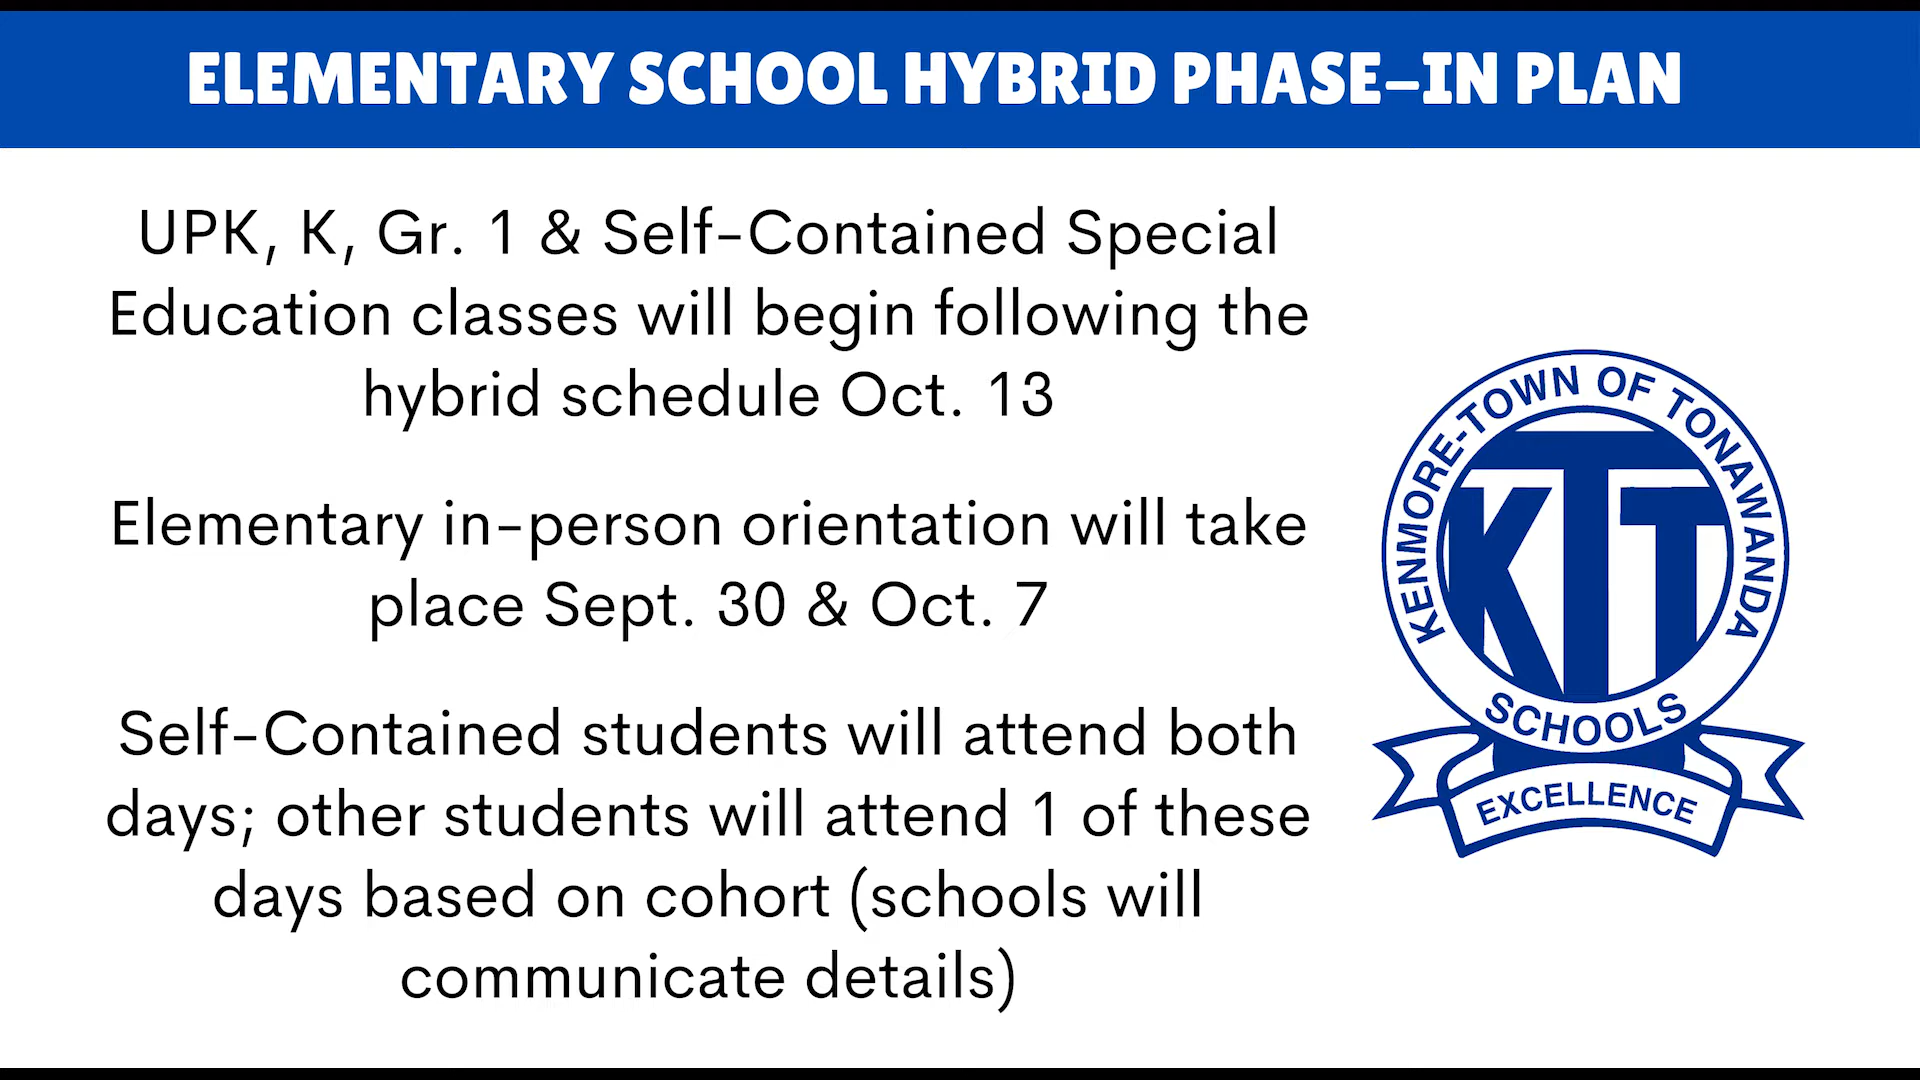 ELEMENTARY SCHOOL HYBRID PHASE-IN PLAN
UPK, K, Gr. 1 & Self-Contained Special
Education classes will begin following the
hybrid schedule Oct. 13
Elementary in-person orientation will take
place Sept. 30 & Oct. 7
Self-Contained students will attend both
days; other students will attend 1 of these
days based on cohort (schools will
communicate details)
KENMORE-TOWN OF TONAWANDA
KTT
SCHOOLS
EXCELLENCE